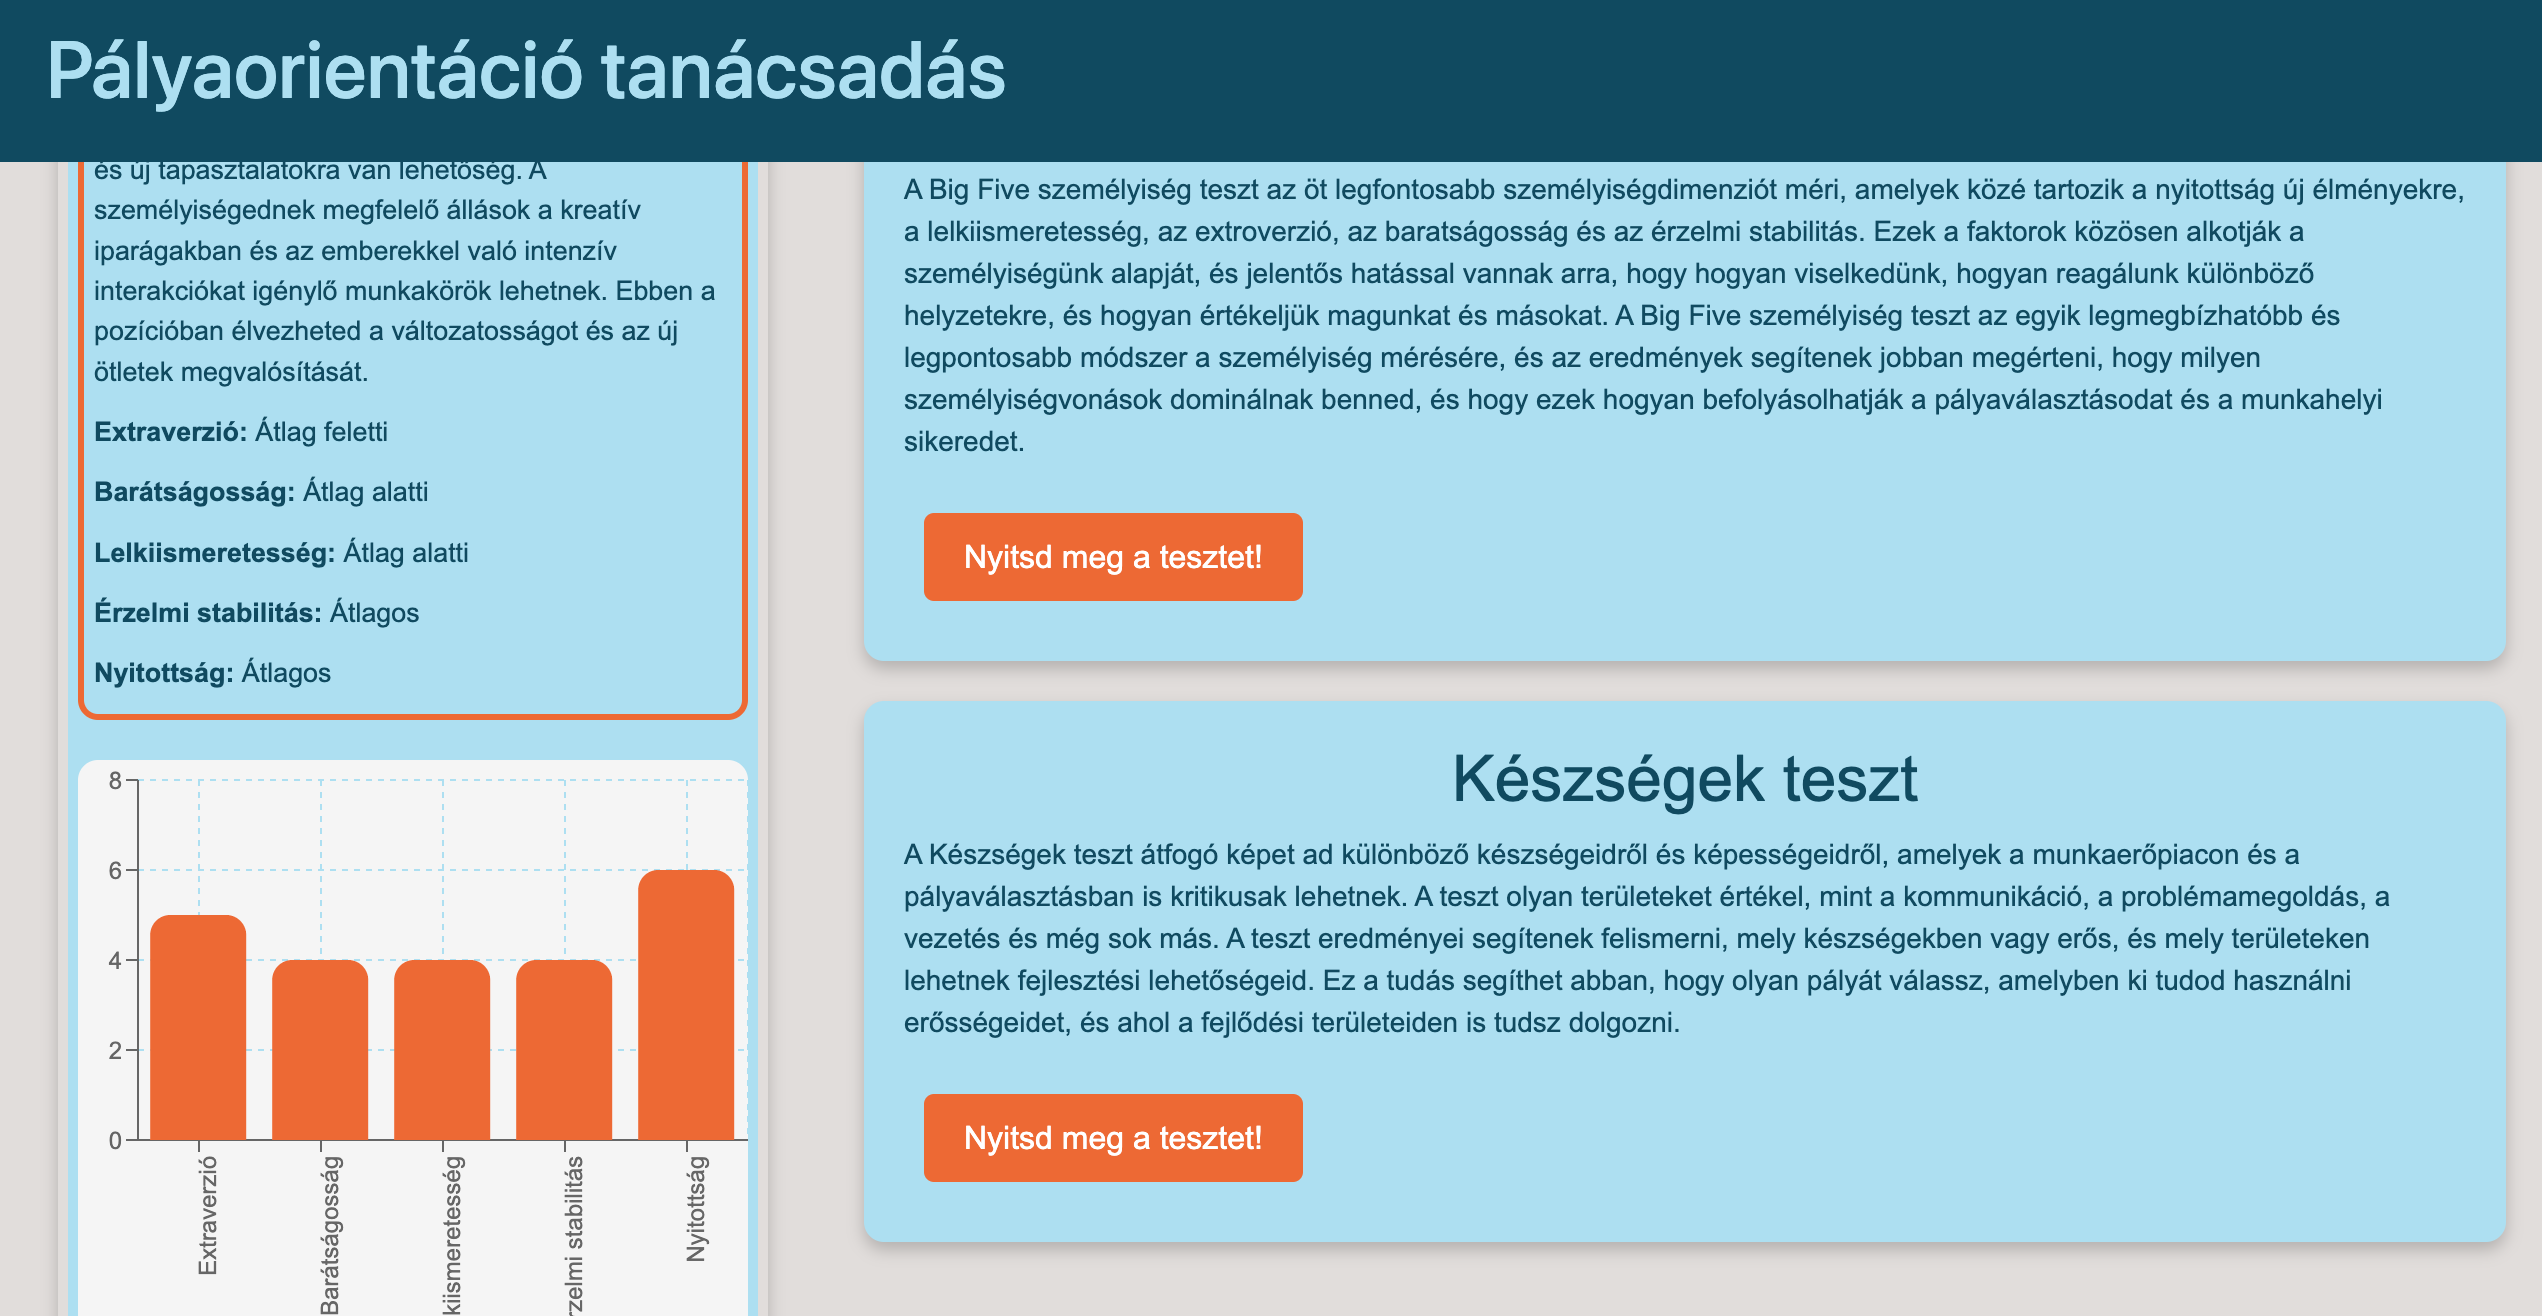 Pályaorientáció tanácsadás
és új tapasztalatokra van lehetőség. A
személyiségednek megfelelő állások a kreatív
iparágakban és az emberekkel való intenzív
interakciókat igénylő munkakörök lehetnek. Ebben a
pozícióban élvezheted a változatosságot és az új
ötletek megvalósítását.
Extraverzió: Átlag feletti
Barátságosság: Átlag alatti
Lelkiismeretesség: Átlag alatti
Érzelmi stabilitás: Átlagos
Nyitottság: Átlagos
8
6
4
2
0
Extraverzió
Barátságosság
kiismeretesség
rzelmi stabilitás
Nyitottság
A Big Five személyiség teszt az öt legfontosabb személyiségdimenziót méri, amelyek közé tartozik a nyitottság új élményekre,
a lelkiismeretesség, az extroverzió, az baratságosság és az érzelmi stabilitás. Ezek a faktorok közösen alkotják a
személyiségünk alapját, és jelentős hatással vannak arra, hogy hogyan viselkedünk, hogyan reagálunk különböző
helyzetekre, és hogyan értékeljük magunkat és másokat. A Big Five személyiség teszt az egyik legmegbízhatóbb és
legpontosabb módszer a személyiség mérésére, és az eredmények segítenek jobban megérteni, hogy milyen
személyiségvonások dominálnak benned, és hogy ezek hogyan befolyásolhatják a pályaválasztásodat és a munkahelyi
sikeredet.
Nyitsd meg a tesztet!
Készségek teszt
A Készségek teszt átfogó képet ad különböző készségeidről és képességeidről, amelyek a munkaerőpiacon és a
pályaválasztásban is kritikusak lehetnek. A teszt olyan területeket értékel, mint a kommunikáció, a problémamegoldás, a
vezetés és még sok más. A teszt eredményei segítenek felismerni, mely készségekben vagy erős, és mely területeken
lehetnek fejlesztési lehetőségeid. Ez a tudás segíthet abban, hogy olyan pályát válassz, amelyben ki tudod használni
erősségeidet, és ahol a fejlődési területeiden is tudsz dolgozni.
Nyitsd meg a tesztet!